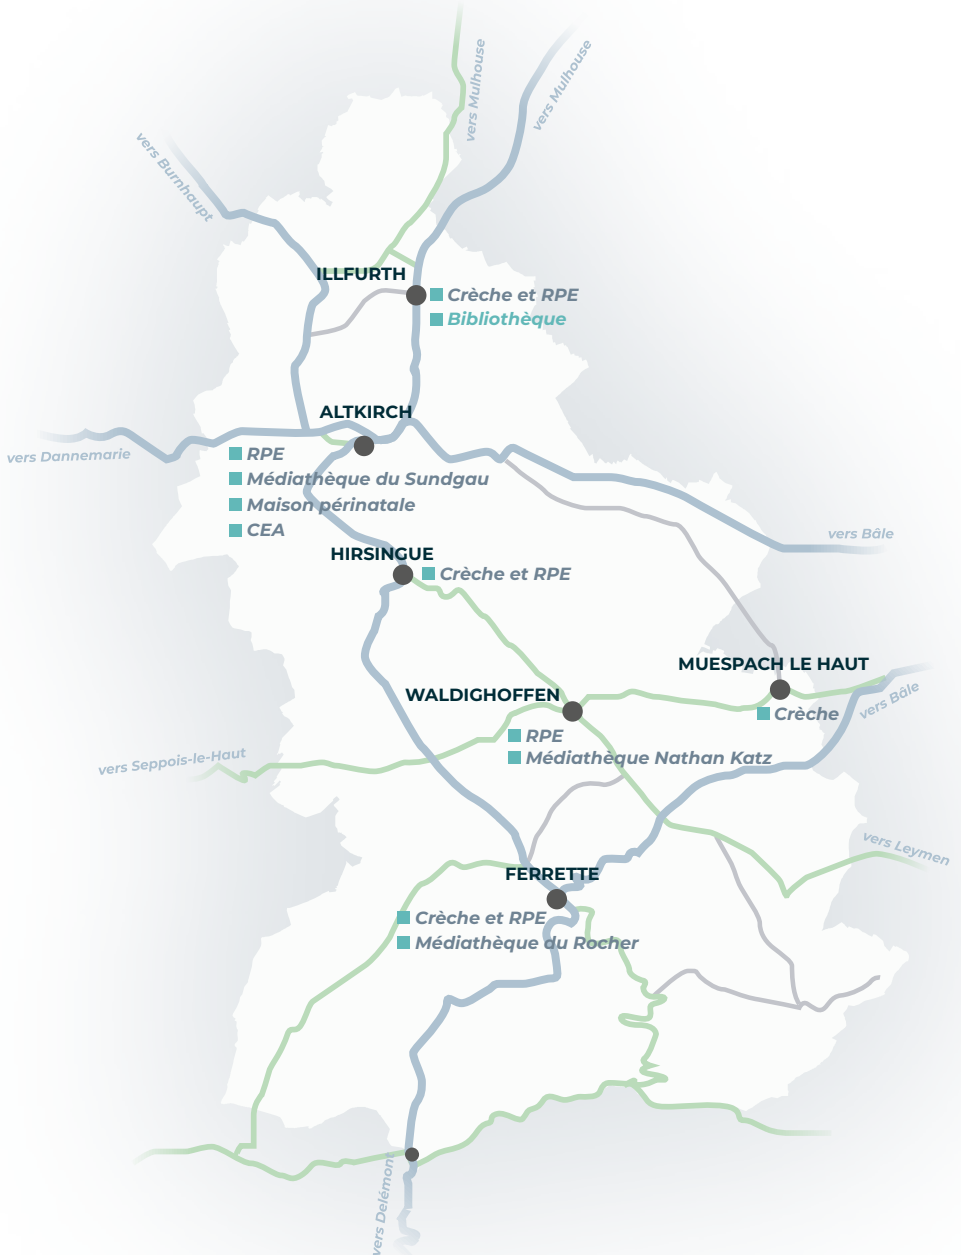 vers Mulhouse
vers Mulhouse
vers Burnhaupt
ILLFURTH
Crèche et RPE
Bibliothèque
ALTKIRCH
vers Dannemarie
RPE
Médiathèque du Sundgau
Maison périnatale
CEA
vers Bâle
HIRSINGUE
Crèche et RPE
MUESPACH LE HAUT
WALDIGHOFFEN
vers Bâle
Crèche
RPE
Médiathèque Nathan Katz
vers Seppois-le-Haut
vers Leymen
FERRETTE
Crèche et RPE
Médiathèque du Rocher
vers Delémont